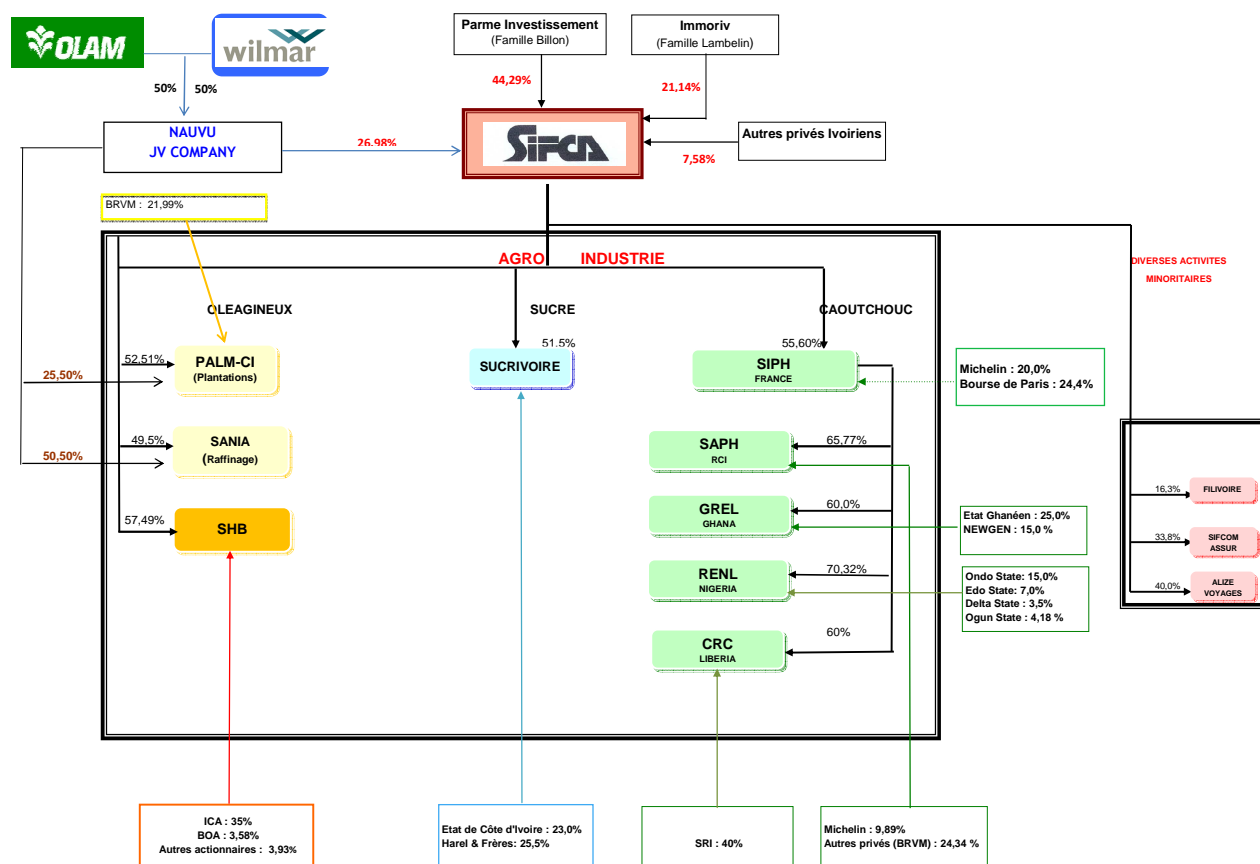 OLAM
wilmar
Parme Investissement
(Famille Billon)
Immoriv
(Famille Lambelin)
50%
50%
44,29%
21,14%
NAUVU
JV COMPANY
26,98%
SIFCA
Autres privés Ivoiriens
7,58%
BRVM : 21,99%
AGRO INDUSTRIE
DIVERSES ACTIVITES
MINORITAIRES
OLEAGINEUX
SUCRE
CAOUTCHOUC
52,51%
PALM-CI
(Plantations)
25,50%
51,5%
SUCRIVOIRE
55,60%
SIPH
FRANCE
Michelin : 20,0%
Bourse de Paris : 24,4%
49,5%
SANIA
(Raffinage)
50,50%
65,77%
SAPH
RCI
57,49%
SHB
60,0%
GREL
GHANA
Etat Ghanéen : 25,0%
NEWGEN : 15,0 %
70,32%
RENL
NIGERIA
Ondo State: 15,0%
Edo State: 7,0%
Delta State : 3,5%
Ogun State : 4,18 %
60%
CRC
LIBERIA
16,3%
FILIVOIRE
33,8%
SIFCOM
ASSUR
40,0%
ALIZE
VOYAGES
ICA : 35%
BOA : 3,58%
Autres actionnaires : 3,93%
Etat de Côte d'Ivoire : 23,0%
Harel & Frères: 25,5%
SRI : 40%
Michelin : 9,89%
Autres privés (BRVM) : 24,34 %